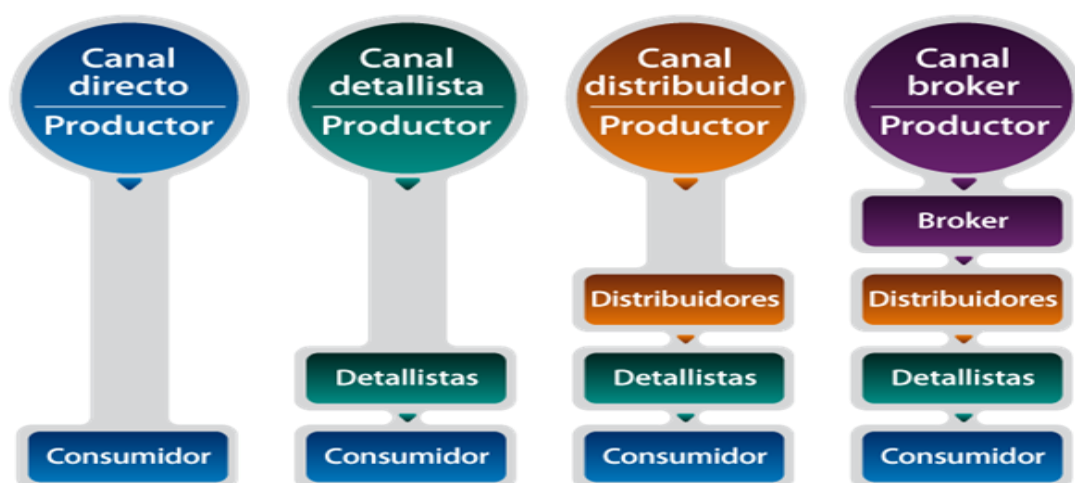 Canal
directo
Productor
Consumidor
Canal
detallista
Productor
Detallistas
Consumidor
Canal
distribuidor
Productor
Distribuidores
Detallistas
Consumidor
Canal
broker
Productor
Broker
Distribuidores
Detallistas
Consumidor